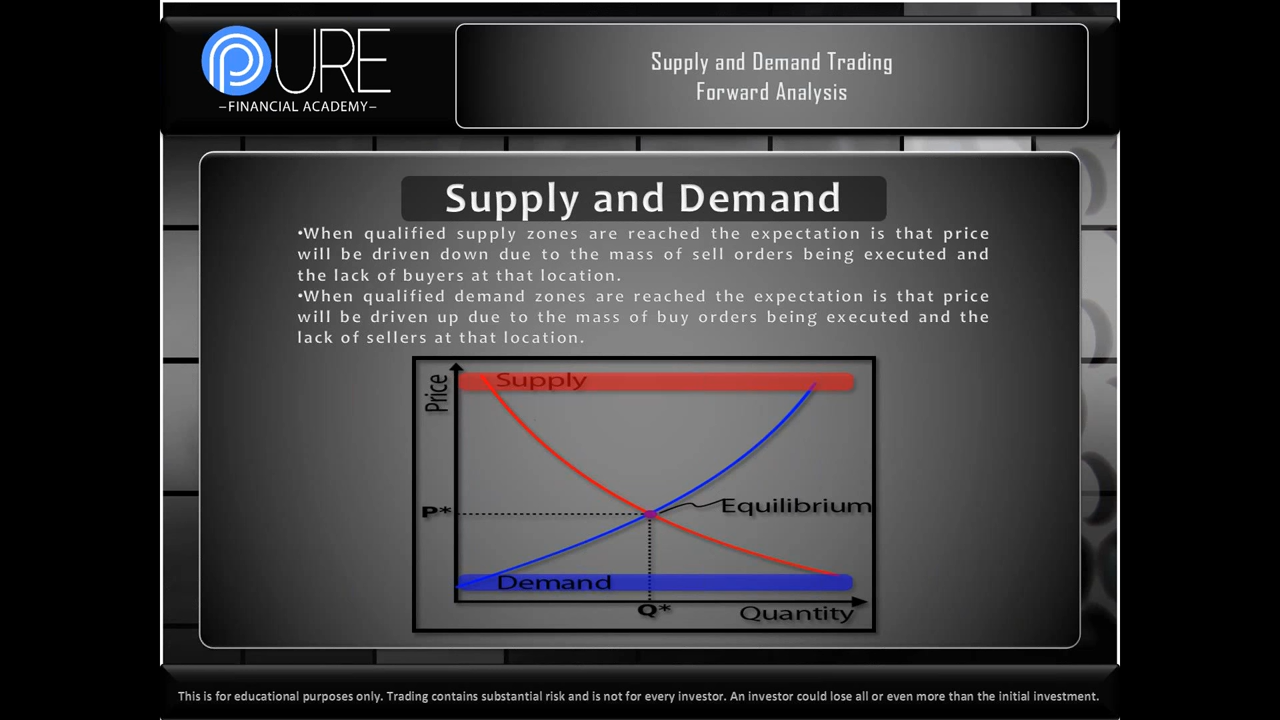 PURE
–FINANCIAL ACADEMY–
Supply and Demand Trading
Forward Analysis
Supply and Demand
•When qualified supply zones are reached the expectation is that price
will be driven down due to the mass of sell orders being executed and
the lack of buyers at that location.
•When qualified demand zones are reached the expectation is that price
will be driven up due to the mass of buy orders being executed and the
lack of sellers at that location.
Price
Supply
P*
Equilibrium
Demand
Q*
Quantity
This is for educational purposes only. Trading contains substantial risk and is not for every investor. An investor could lose all or even more than the initial investment.